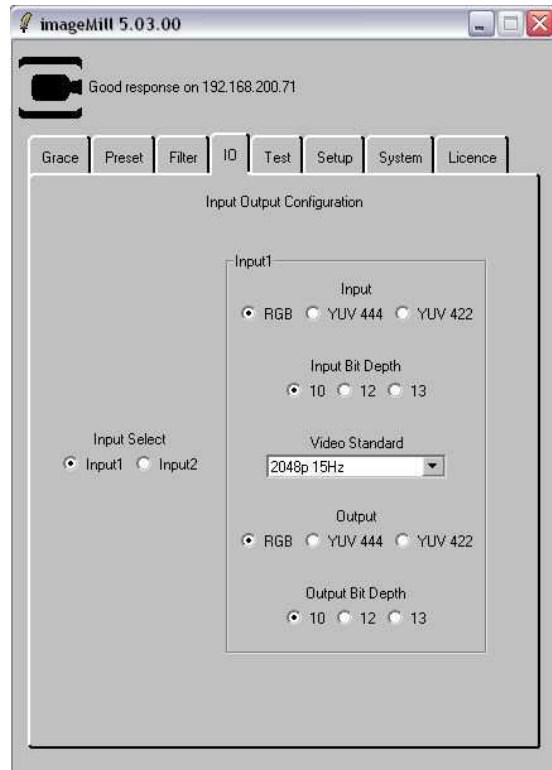 imageMill 5.03.00
Good response on 192.168.200.71
Grace Preset Filter IO Test Setup System Licence
Input Output Configuration
Input1
Input
RGB YUV 444 YUV 422
Input Bit Depth
10 12 13
Input Select
Input1 Input2
Video Standard
2048p 15Hz
Output
RGB YUV 444 YUV 422
Output Bit Depth
10 12 13